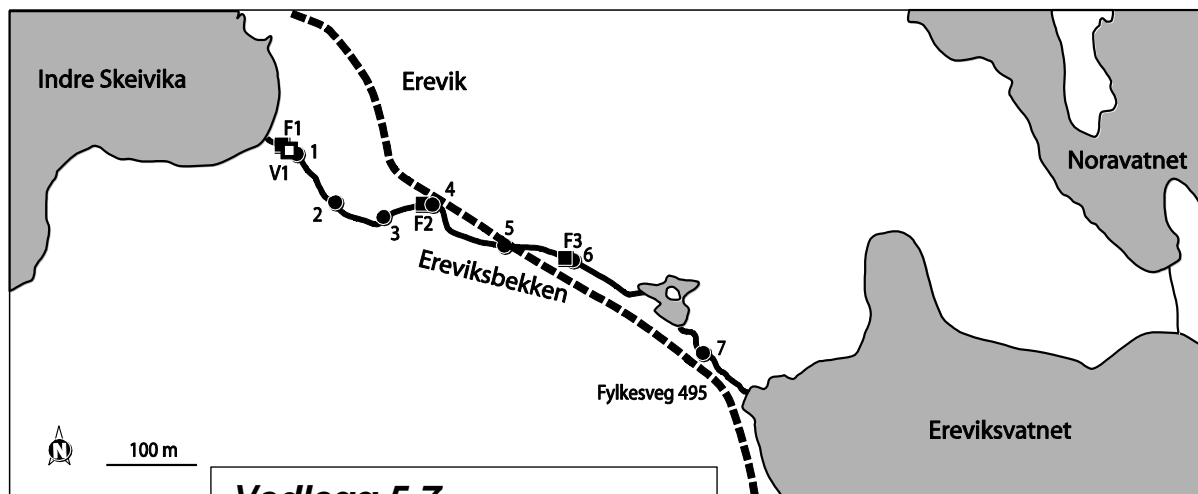 Indre Skeivika
Erevik
Noravatnet
F1
1
V1
2
3
4
F2
5
F3
6
Ereviksbekken
7
Fylkesveg 495
Ereviksvatnet
N
100 m